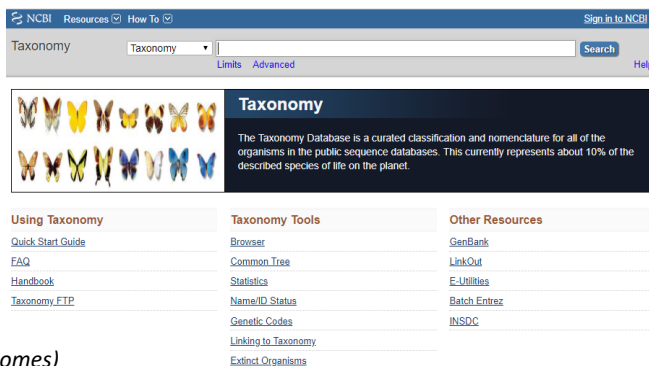 NCBI Resources How To Sign in to NCBI
Taxonomy Taxonomy Search
Limits Advanced
Taxonomy
The Taxonomy Database is a curated classification and nomenclature for all of the
organisms in the public sequence databases. This currently represents about 10% of the
described species of life on the planet.
Using Taxonomy
Quick Start Guide
FAQ
Handbook
Taxonomy FTP
Taxonomy Tools
Browser
Common Tree
Statistics
Name/ID Status
Genetic Codes
Linking to Taxonomy
Extinct Organisms
Other Resources
GenBank
LinkOut
E-Utilities
Batch Entrez
INSDC
omes)